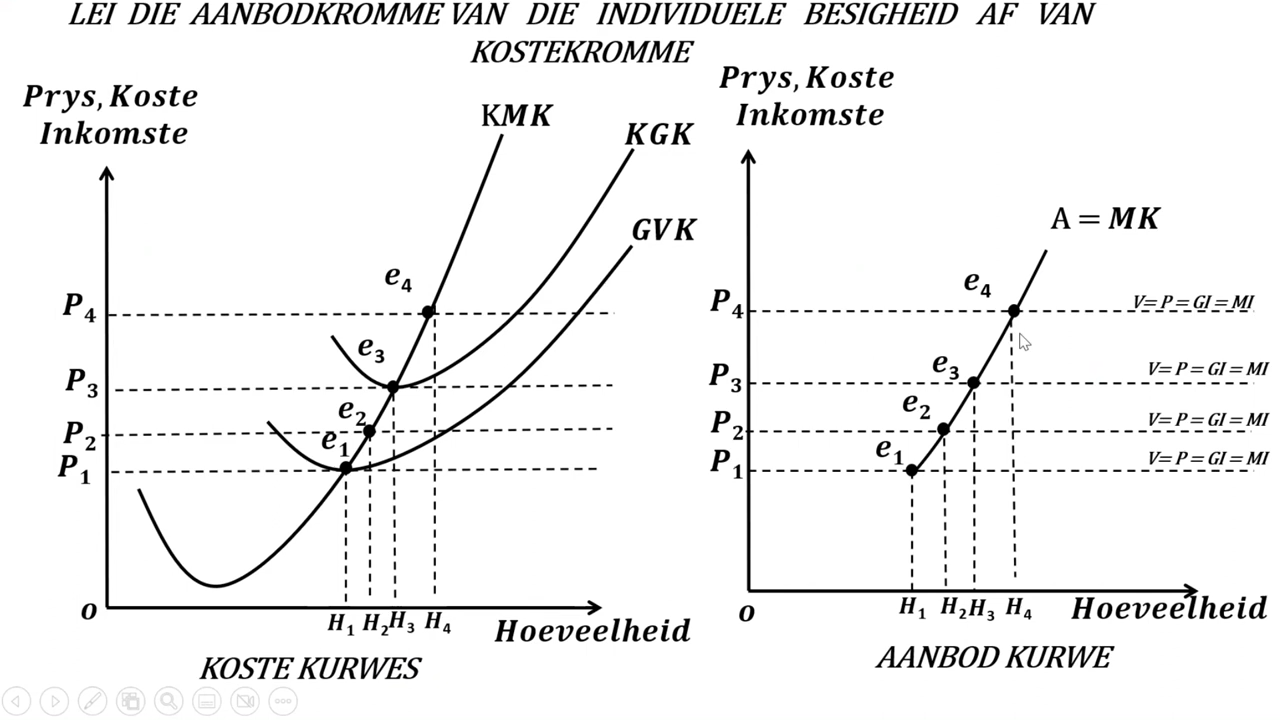 LEI DIE AANBODKROMME VAN DIE INDIVIDUELE BESIGHEID AF VAN
KOSTEKROMME
Prys, Koste
Inkomste
KMK
KGK
GVK
e4
P4
e3
P3
e2
P2
e1
P1
o
H1 H2 H3 H4
Hoeveelheid
KOSTE KURWES
Prys, Koste
Inkomste
A = MK
e4
P4
V= P = GI = MI
e3
P3
V= P = GI = MI
e2
P2
V= P = GI = MI
e1
P1
V= P = GI = MI
o
H1 H2 H3 H4
Hoeveelheid
AANBOD KURWE